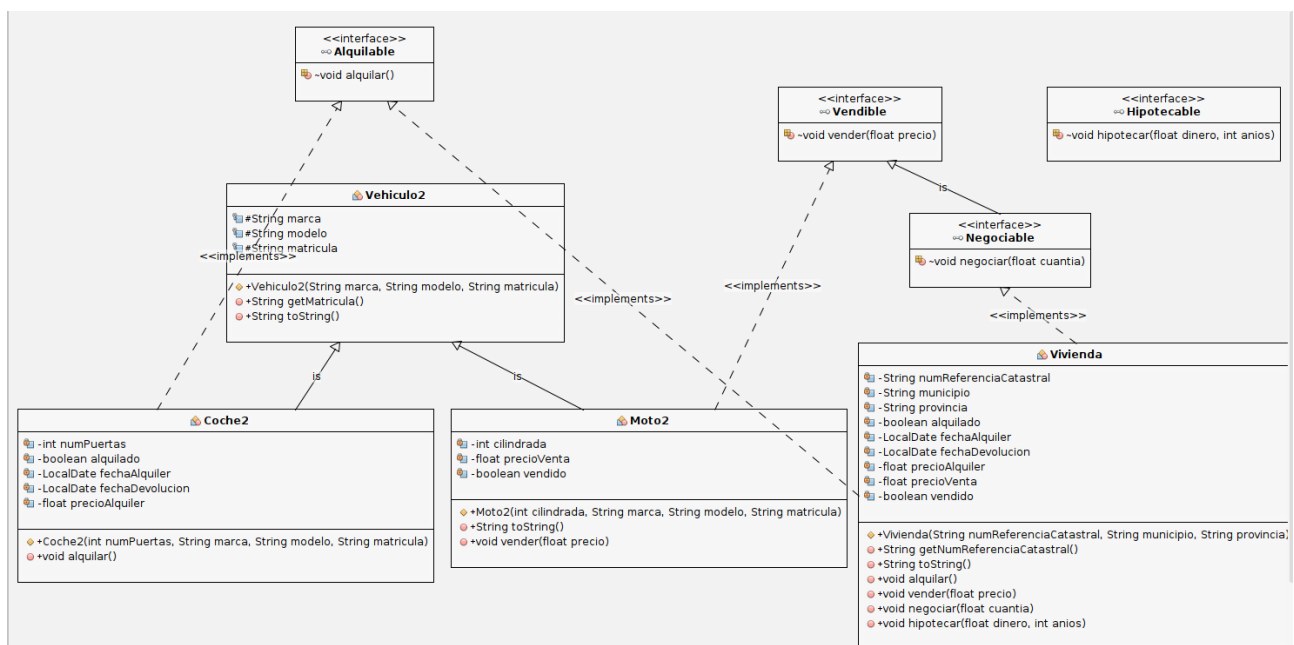 <<interface>>
Alquilable
~void alquilar()
<<interface>>
Vendible
~void vender(float precio)
<<interface>>
Hipotecable
~void hipotecar(float dinero, int anios)
is
<<interface>>
Negociable
~void negociar(float cuantia)
Vehiculo2
#String marca
#String modelo
#String matricula
+Vehiculo2(String marca, String modelo, String matricula)
+String getMatricula()
+String toString()
<<implements>>
<<implements>>
<<implements>>
<<implements>>
is
is
Coche2
-int numPuertas
-boolean alquilado
-LocalDate fechaAlquiler
-LocalDate fechaDevolucion
-float precioAlquiler
+Coche2(int numPuertas, String marca, String modelo, String matricula)
+void alquilar()
Moto2
-int cilindrada
-float precioVenta
-boolean vendido
+Moto2(int cilindrada, String marca, String modelo, String matricula)
+String toString()
+void vender(float precio)
Vivienda
-String numReferenciaCatastral
-String municipio
-String provincia
-boolean alquilado
-LocalDate fechaAlquiler
-LocalDate fechaDevolucion
-float precioAlquiler
-float precioVenta
-boolean vendido
+Vivienda(String numReferenciaCatastral, String municipio, String provincia)
+String getNumReferenciaCatastral()
+String toString()
+void alquilar()
+void vender(float precio)
+void negociar(float cuantia)
+void hipotecar(float dinero, int anios)